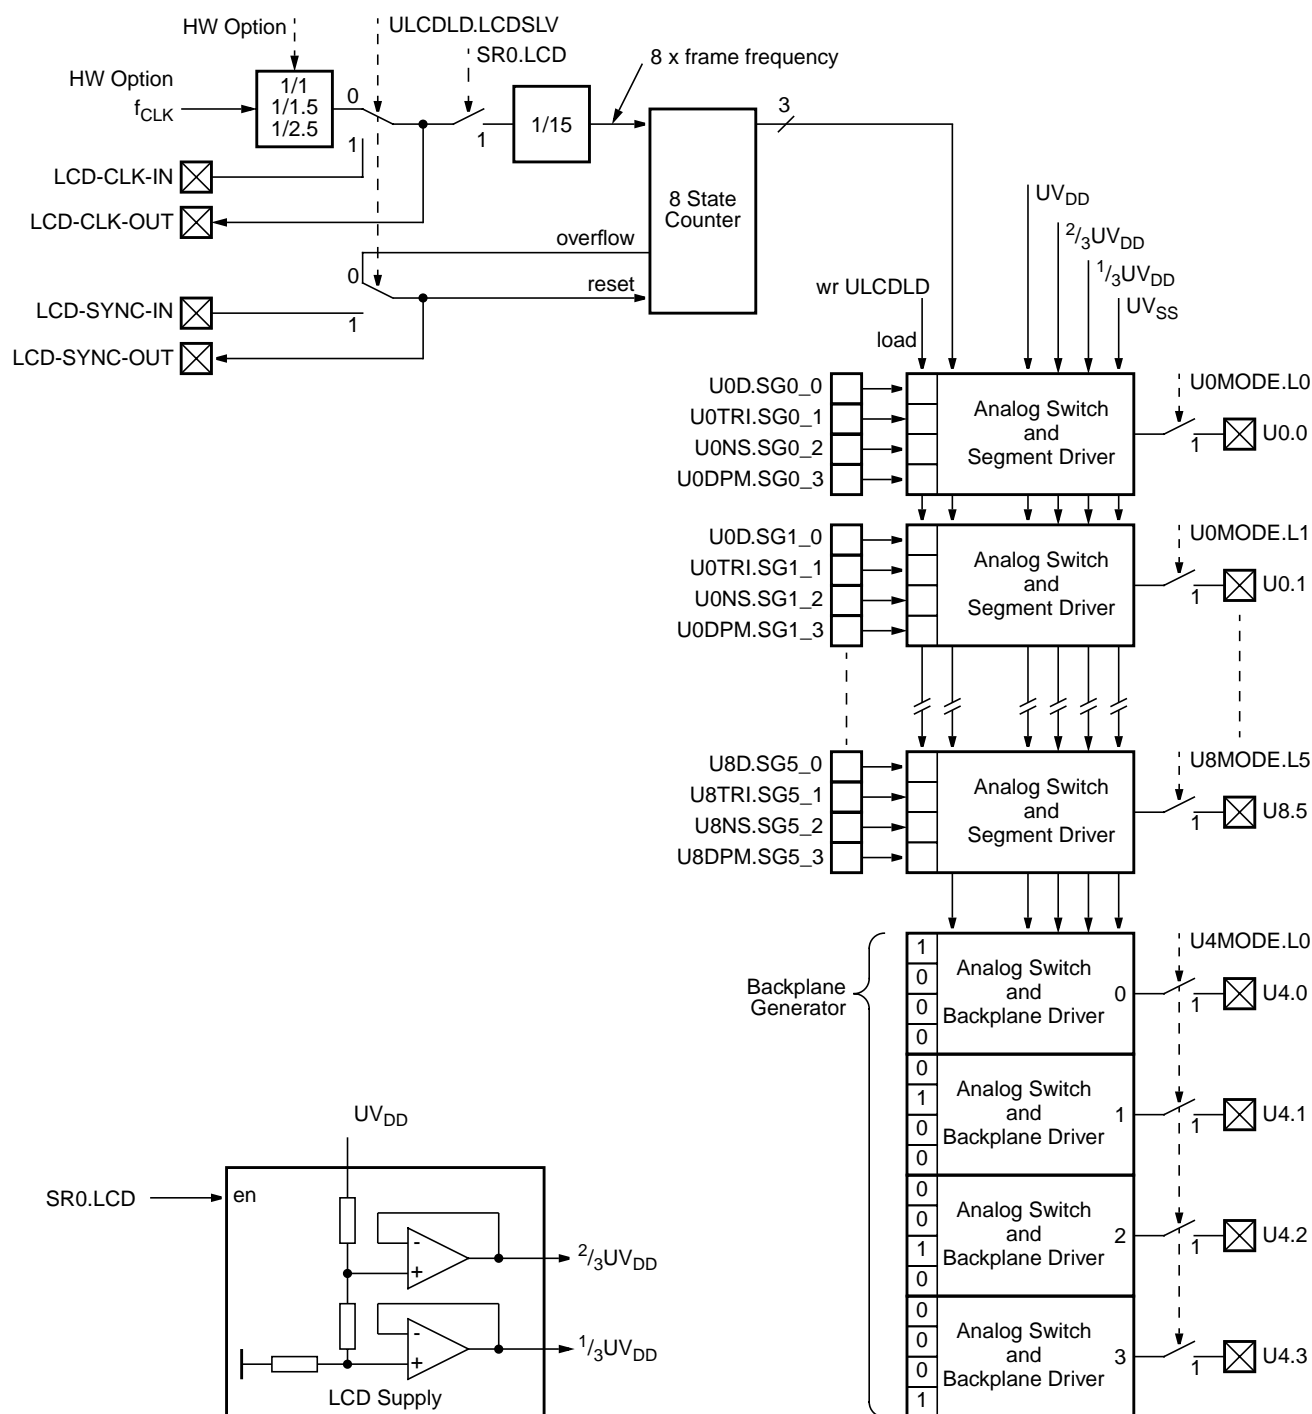 HW Option
ULCDLD.LCDSLV
SR0.LCD
8 x frame frequency
HW Option
fCLK
1/1
1/1.5
1/2.5
0
1
1
1/15
3
LCD-CLK-IN
LCD-CLK-OUT
8 State
Counter
overflow
reset
0
1
LCD-SYNC-IN
LCD-SYNC-OUT
UVDD
2/3UVDD
1/3UVDD
UVSS
wr ULCDLD
load
U0D.SG0_0
U0TRI.SG0_1
U0NS.SG0_2
U0DPM.SG0_3
Analog Switch
and
Segment Driver
U0MODE.L0
1
U0.0
U0D.SG1_0
U0TRI.SG1_1
U0NS.SG1_2
U0DPM.SG1_3
Analog Switch
and
Segment Driver
U0MODE.L1
1
U0.1
U8D.SG5_0
U8TRI.SG5_1
U8NS.SG5_2
U8DPM.SG5_3
Analog Switch
and
Segment Driver
U8MODE.L5
1
U8.5
Backplane
Generator
1
0
0
0
Analog Switch
and
Backplane Driver
0
U4MODE.L0
1
U4.0
0
1
0
0
Analog Switch
and
Backplane Driver
1
1
U4.1
0
0
1
0
Analog Switch
and
Backplane Driver
2
1
U4.2
0
0
0
1
Analog Switch
and
Backplane Driver
3
1
U4.3
UVDD
SR0.LCD
en
-
+
2/3UVDD
-
+
1/3UVDD
LCD Supply